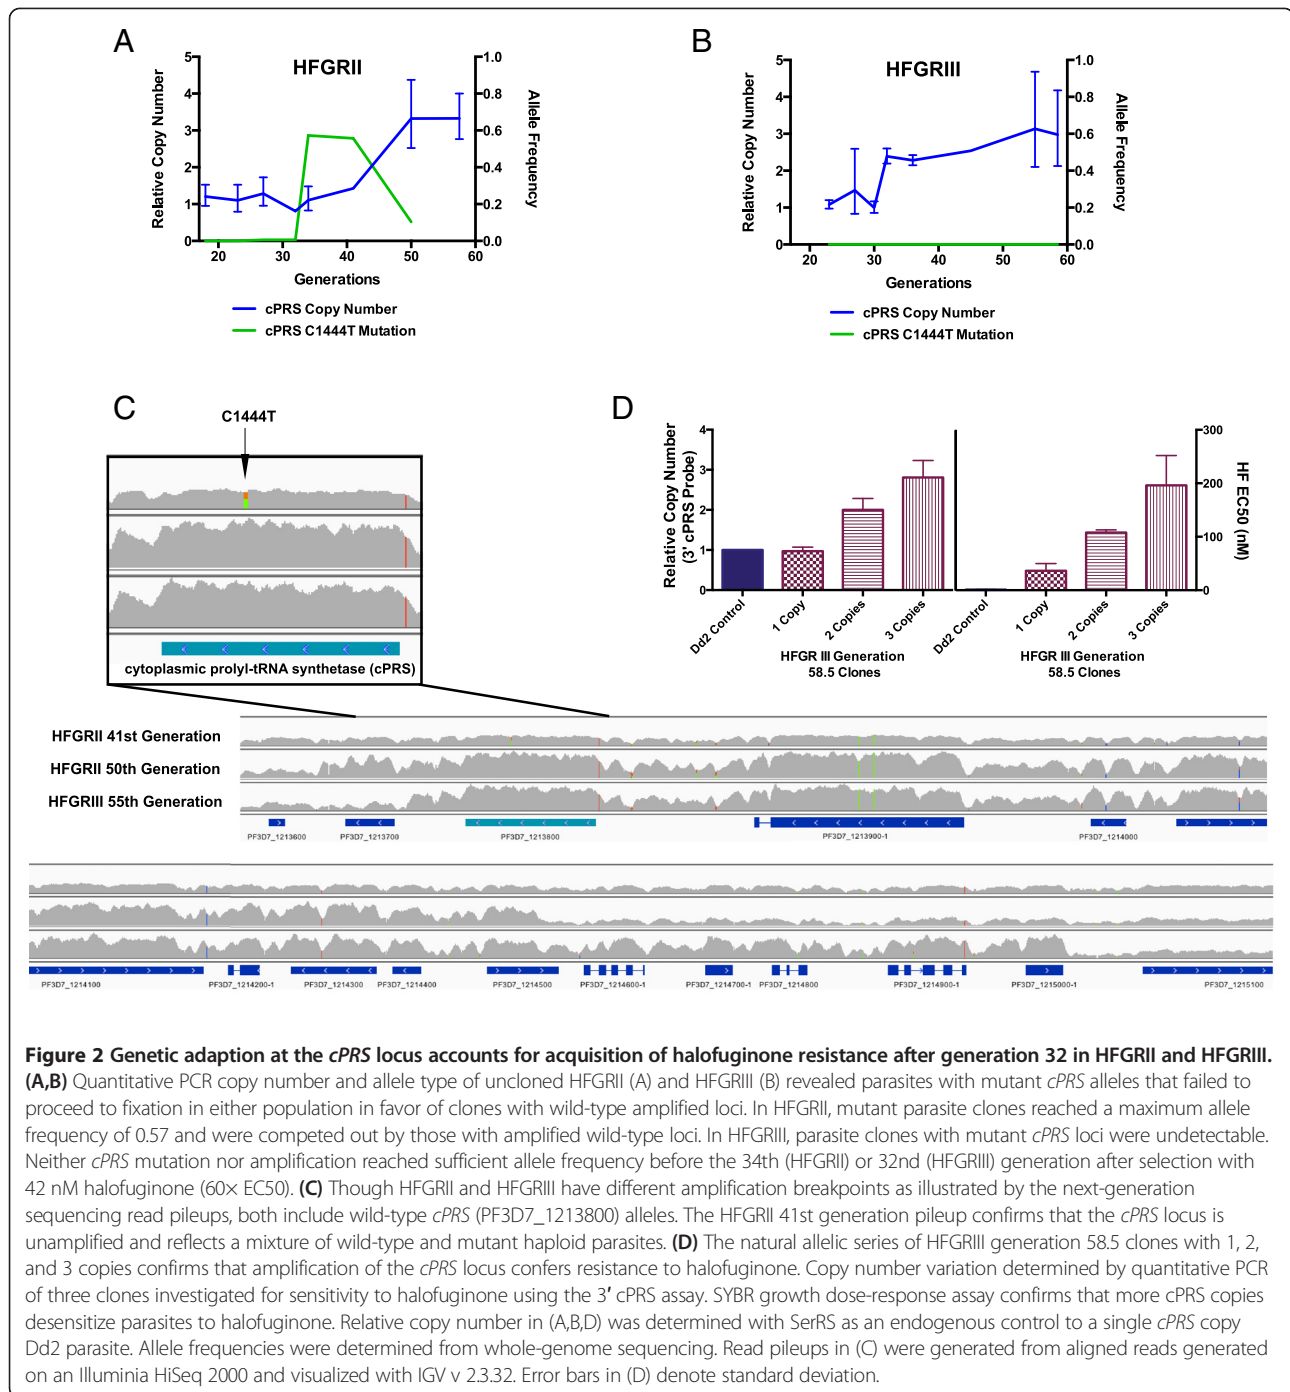 A
HFGRII
Relative Copy Number
5
4
3
2
1
0
1.0
0.8
0.6
0.4
0.2
0.0
Allele Frequency
20 30 40 50 60
Generations
cPRS Copy Number
cPRS C1444T Mutation
B
HFGRIII
Relative Copy Number
5
4
3
2
1
0
1.0
0.8
0.6
0.4
0.2
0.0
Allele Frequency
20 30 40 50 60
Generations
cPRS Copy Number
cPRS C1444T Mutation
C
C1444T
cytoplasmic prolyl-tRNA synthetase (cPRS)
D
Relative Copy Number
(3' cPRS Probe)
4
3
2
1
0
Dd2 Control
1 Copy
2 Copies
3 Copies
HFGR III Generation
58.5 Clones
300
200
100
0
HF EC50 (nM)
Dd2 Control
1 Copy
2 Copies
3 Copies
HFGR III Generation
58.5 Clones
HFGRII 41st Generation
HFGRII 50th Generation
HFGRIII 55th Generation
PF3D7_1213600 PF3D7_1213700 PF3D7_1213800 PF3D7_1213900-1 PF3D7_1214000
PF3D7_1214100 PF3D7_1214200-1 PF3D7_1214300 PF3D7_1214400 PF3D7_1214500 PF3D7_1214600-1 PF3D7_1214700-1 PF3D7_1214800 PF3D7_1214900-1 PF3D7_1215000-1 PF3D7_1215100
Figure 2 Genetic adaption at the cPRS locus accounts for acquisition of halofuginone resistance after generation 32 in HFGRII and HFGRIII.
(A,B) Quantitative PCR copy number and allele type of uncloned HFGRII (A) and HFGRIII (B) revealed parasites with mutant cPRS alleles that failed to
proceed to fixation in either population in favor of clones with wild-type amplified loci. In HFGRII, mutant parasite clones reached a maximum allele
frequency of 0.57 and were competed out by those with amplified wild-type loci. In HFGRIII, parasite clones with mutant cPRS loci were undetectable.
Neither cPRS mutation nor amplification reached sufficient allele frequency before the 34th (HFGRII) or 32nd (HFGRIII) generation after selection with
42 nM halofuginone (60× EC50). (C) Though HFGRII and HFGRIII have different amplification breakpoints as illustrated by the next-generation
sequencing read pileups, both include wild-type cPRS (PF3D7_1213800) alleles. The HFGRII 41st generation pileup confirms that the cPRS locus is
unamplified and reflects a mixture of wild-type and mutant haploid parasites. (D) The natural allelic series of HFGRIII generation 58.5 clones with 1, 2,
and 3 copies confirms that amplification of the cPRS locus confers resistance to halofuginone. Copy number variation determined by quantitative PCR
of three clones investigated for sensitivity to halofuginone using the 3′ cPRS assay. SYBR growth dose-response assay confirms that more cPRS copies
desensitize parasites to halofuginone. Relative copy number in (A,B,D) was determined with SerRS as an endogenous control to a single cPRS copy
Dd2 parasite. Allele frequencies were determined from whole-genome sequencing. Read pileups in (C) were generated from aligned reads generated
on an Illuminia HiSeq 2000 and visualized with IGV v 2.3.32. Error bars in (D) denote standard deviation.